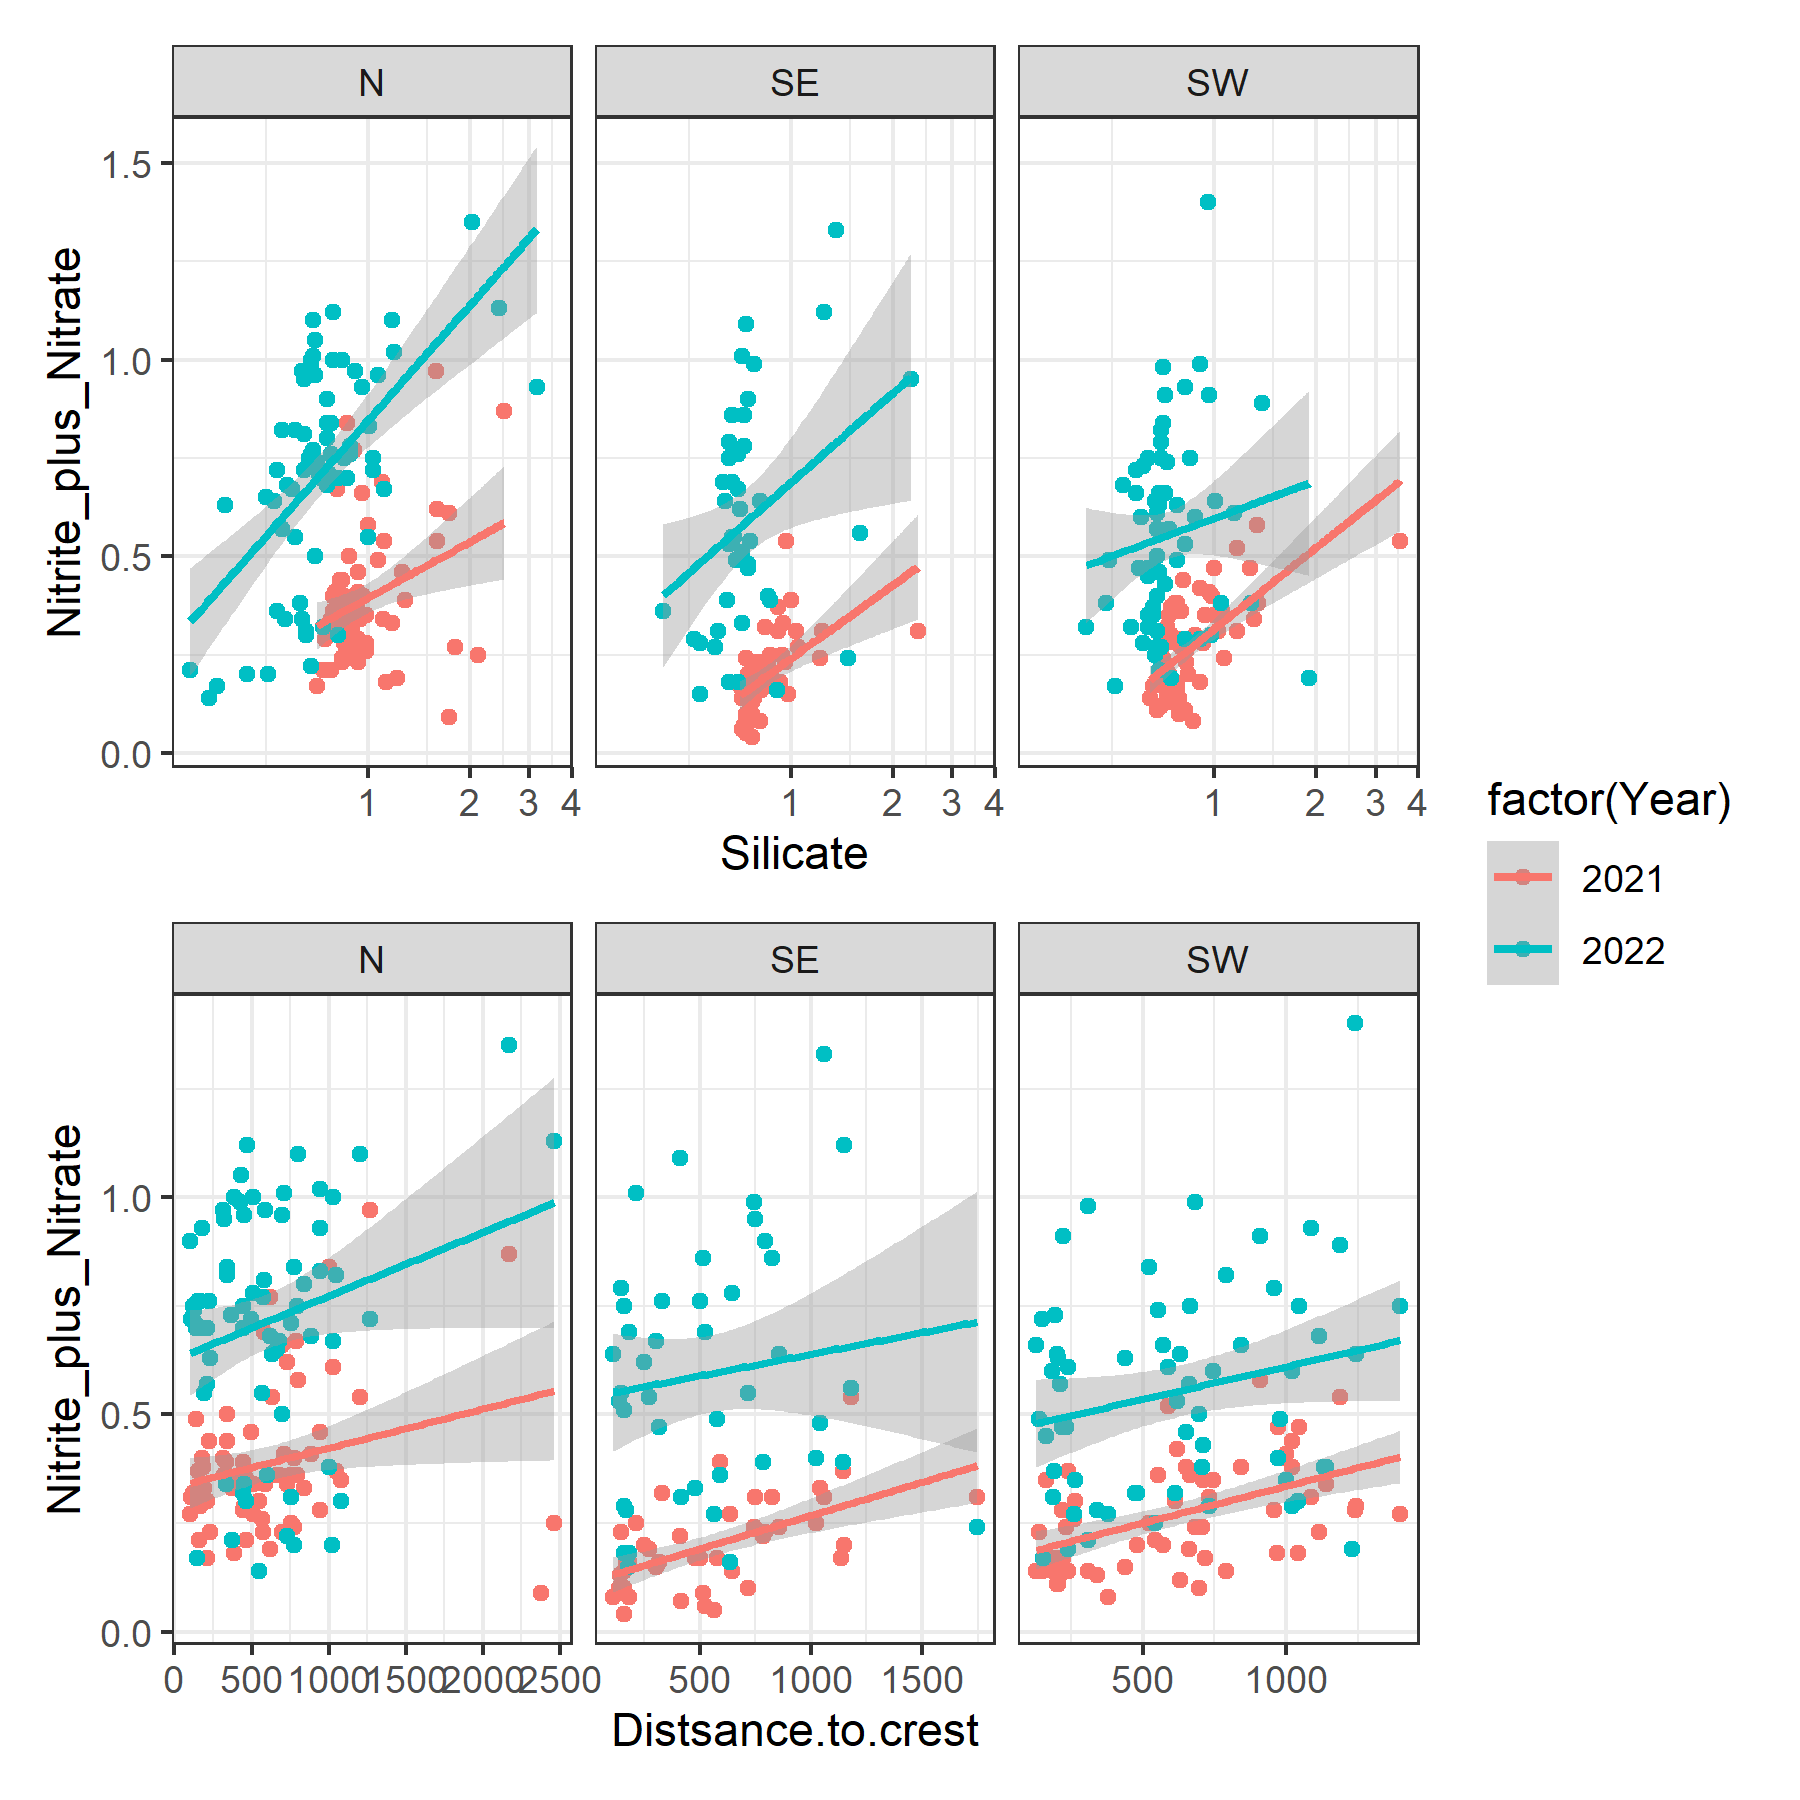 N SE SW
1.5
1.0
0.5
0.0
Nitrite_plus_Nitrate
1 2 3 4 1 2 3 4 1 2 3 4
Silicate
factor(Year)
2021
2022
N SE SW
1.0
0.5
0.0
Nitrite_plus_Nitrate
0 500 1000 1500 2000 2500 500 1000 1500 500 1000
Distsance.to.crest